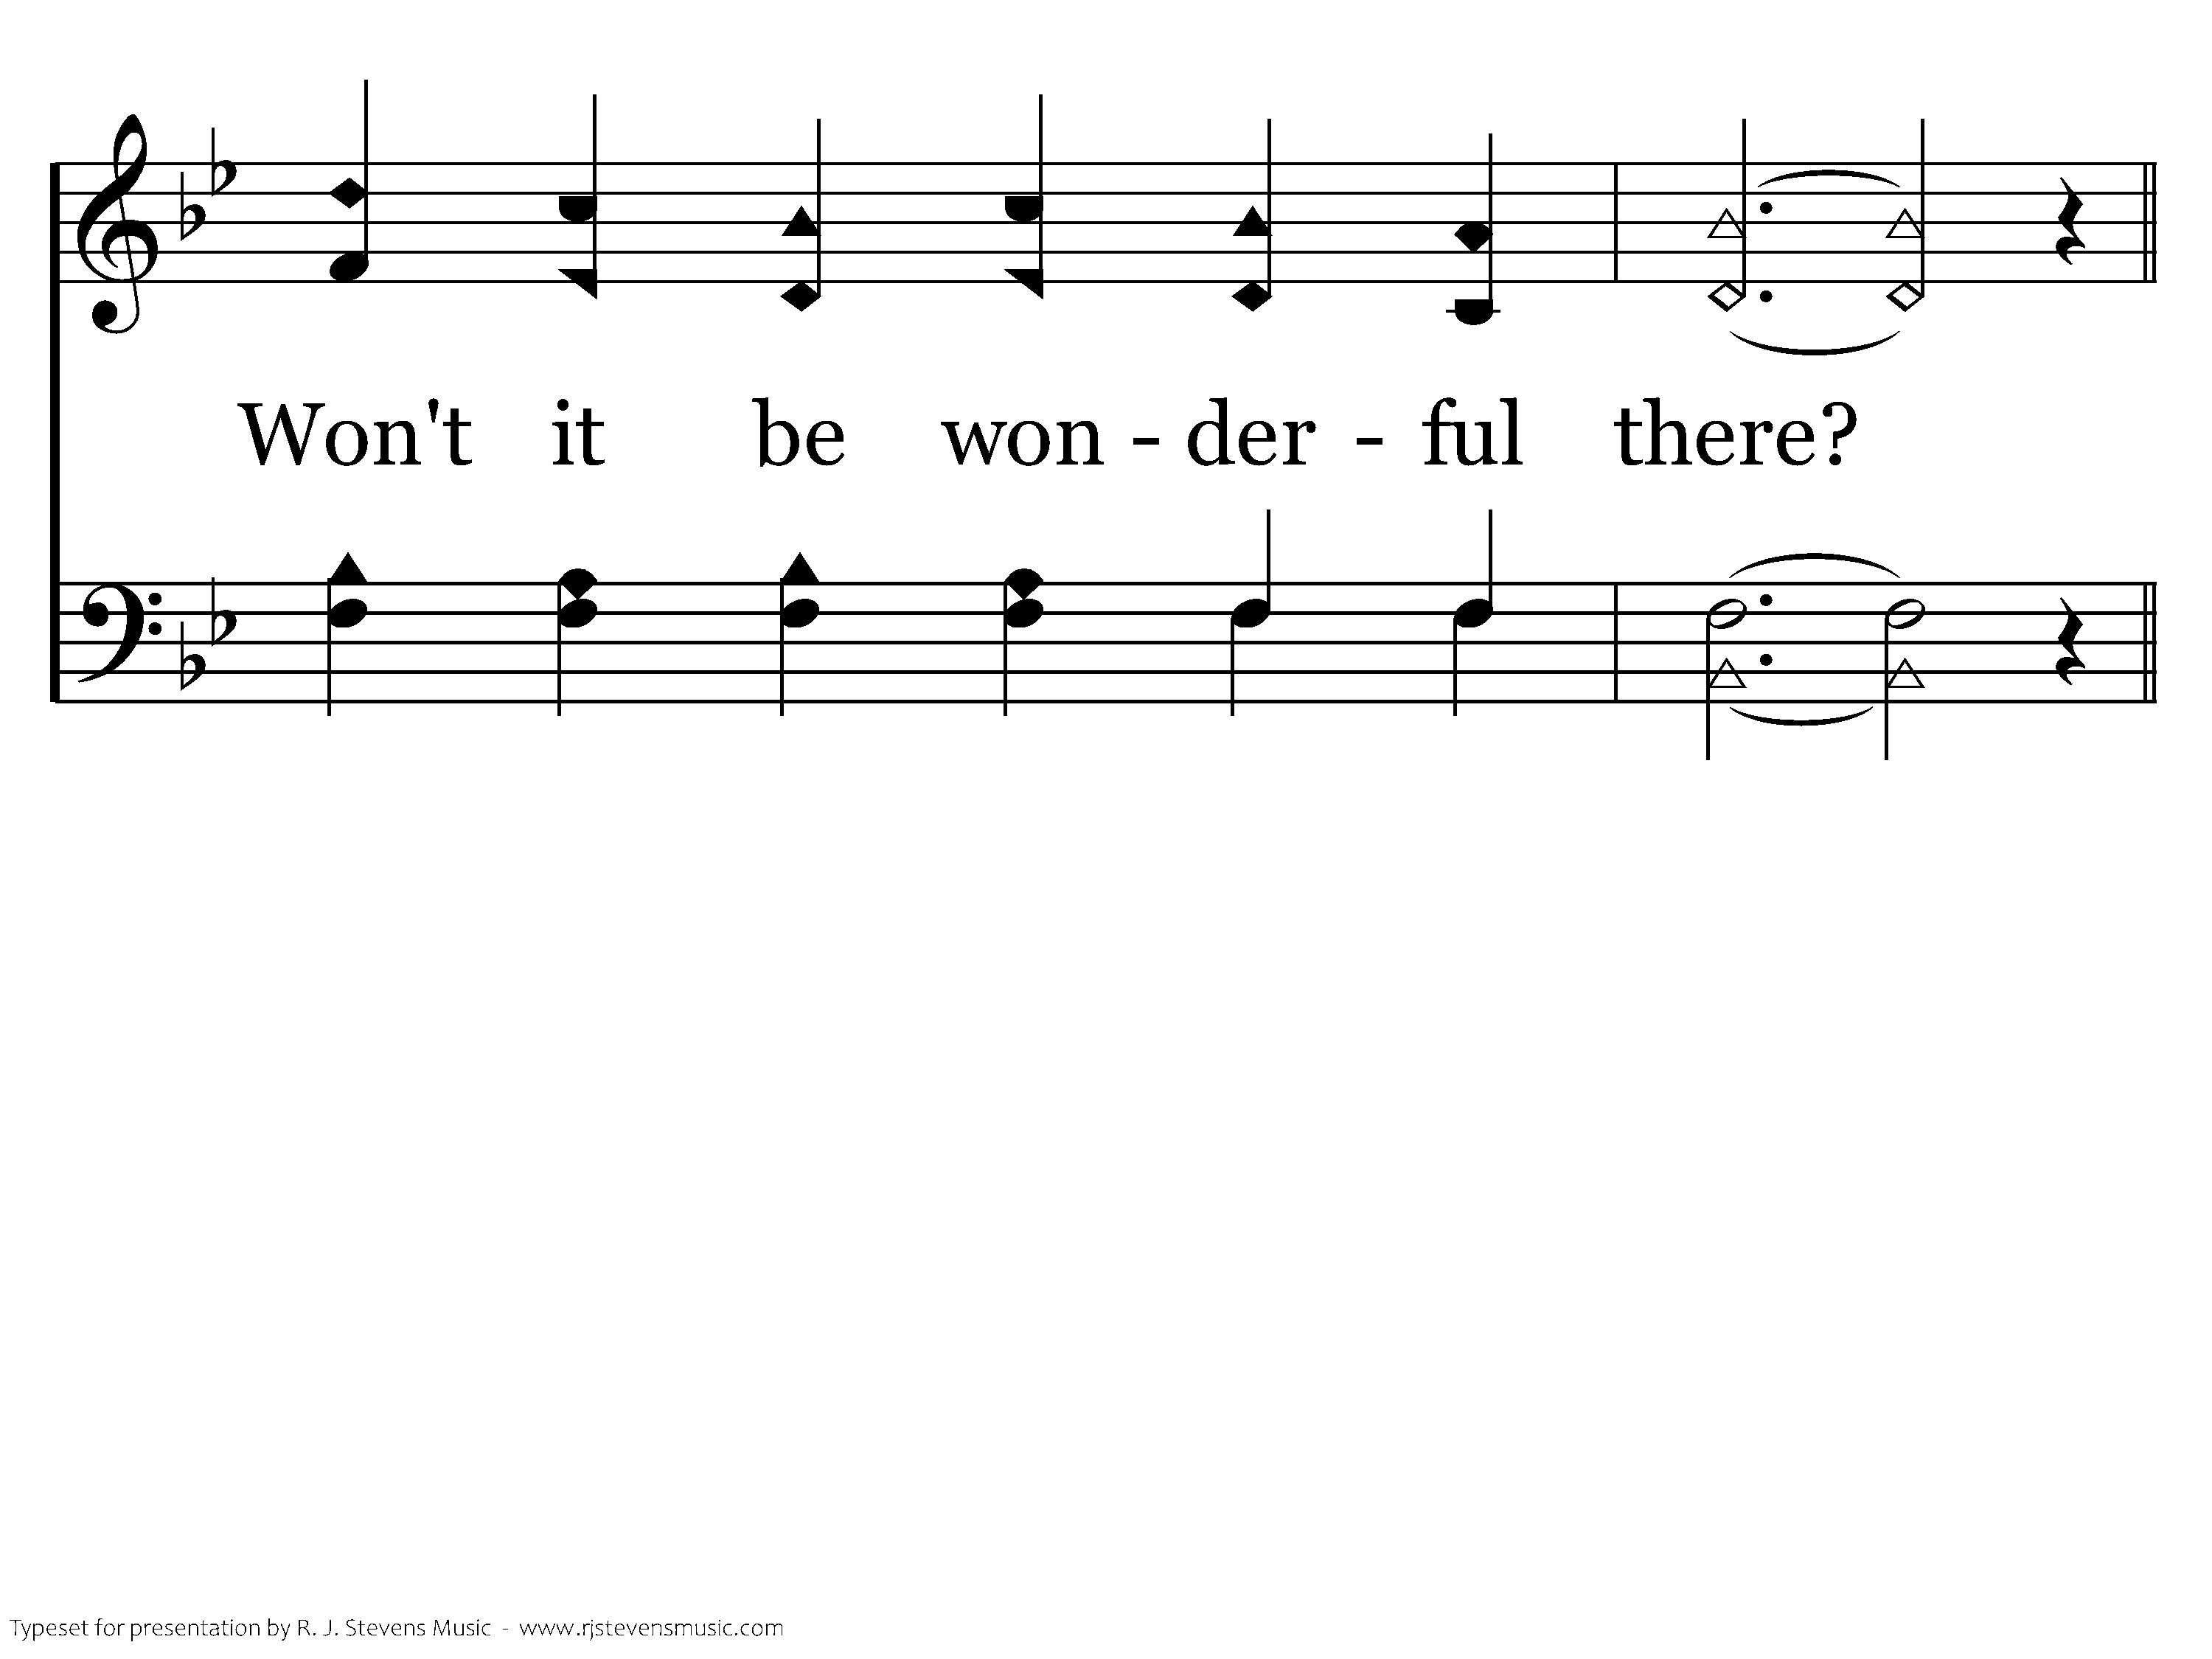 Won't it be won - der - ful there?
Typeset for presentation by R. J. Stevens Music - www.rjstevensmusic.com